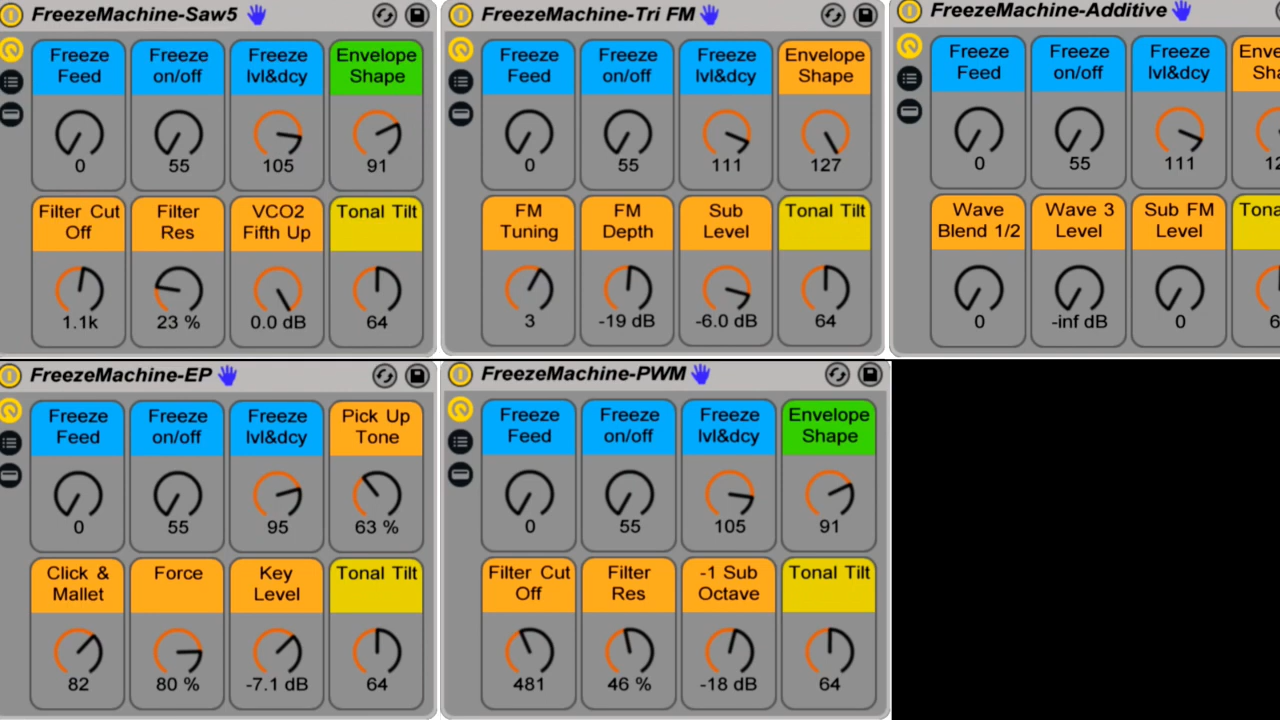 FreezeMachine-Saw5
Freeze Feed
Freeze on/off
Freeze lvl&dcy
Envelope Shape
0
55
105
91
Filter Cut Off
Filter Res
VCO2 Fifth Up
Tonal Tilt
1.1k
23 %
0.0 dB
64
FreezeMachine-Tri FM
Freeze Feed
Freeze on/off
Freeze lvl&dcy
Envelope Shape
0
55
111
127
FM Tuning
FM Depth
Sub Level
Tonal Tilt
3
-19 dB
-6.0 dB
64
FreezeMachine-Additive
Freeze Feed
Freeze on/off
Freeze lvl&dcy
0
55
111
Wave Blend 1/2
Wave 3 Level
Sub FM Level
0
-inf dB
0
FreezeMachine-EP
Freeze Feed
Freeze on/off
Freeze lvl&dcy
Pick Up Tone
0
55
95
63 %
Click & Mallet
Force
Key Level
Tonal Tilt
82
80 %
-7.1 dB
64
FreezeMachine-PWM
Freeze Feed
Freeze on/off
Freeze lvl&dcy
Envelope Shape
0
55
105
91
Filter Cut Off
Filter Res
-1 Sub Octave
Tonal Tilt
481
46 %
-18 dB
64